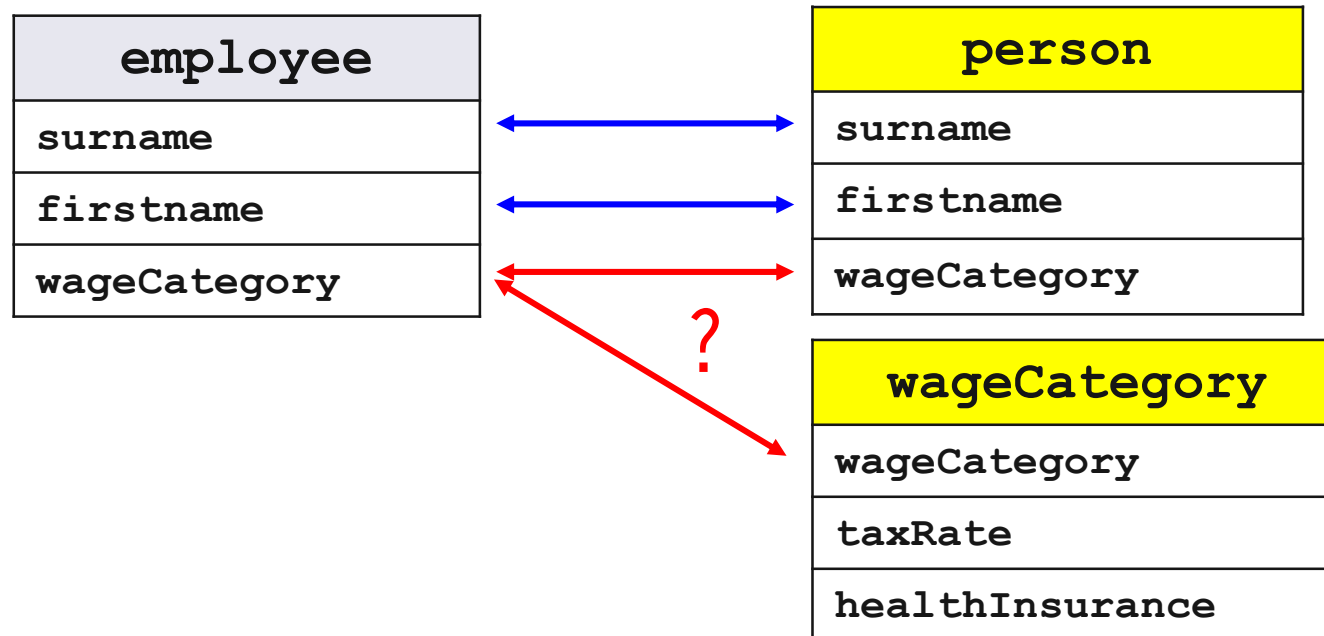 employee
surname
firstname
wageCategory
person
surname
firstname
wageCategory
?
wageCategory
wageCategory
taxRate
healthInsurance